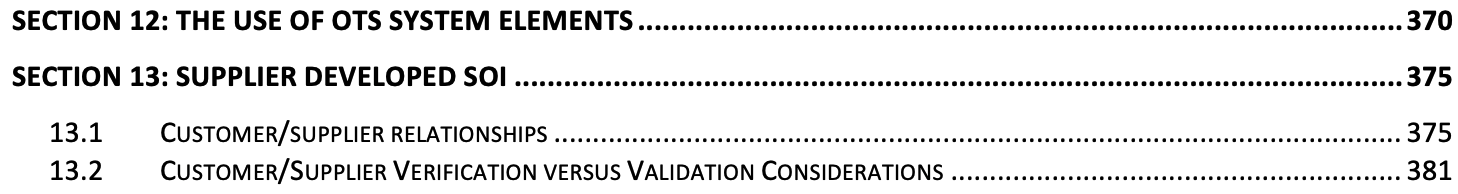 SECTION 12: THE USE OF OTS SYSTEM ELEMENTS ........................................................................................ 370
SECTION 13: SUPPLIER DEVELOPED SOI ........................................................................................................ 375
13.1 CUSTOMER/SUPPLIER RELATIONSHIPS ................................................................................................... 375
13.2 CUSTOMER/SUPPLIER VERIFICATION VERSUS VALIDATION CONSIDERATIONS ..................................................... 381